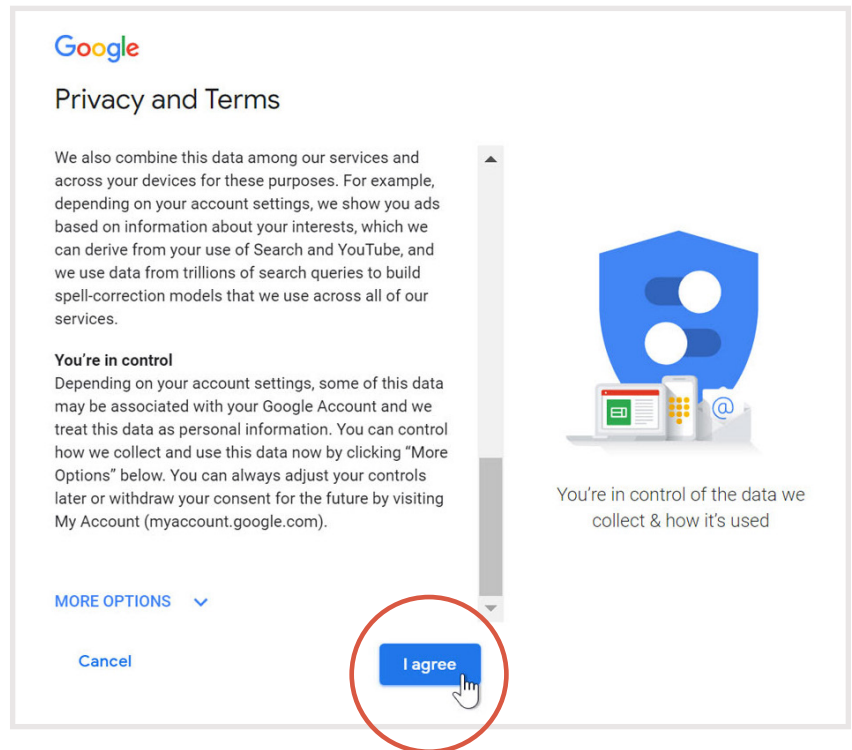 Google
Privacy and Terms
We also combine this data among our services and
across your devices for these purposes. For example,
depending on your account settings, we show you ads
based on information about your interests, which we
can derive from your use of Search and YouTube, and
we use data from trillions of search queries to build
spell-correction models that we use across all of our
services.
You're in control
Depending on your account settings, some of this data
may be associated with your Google Account and we
treat this data as personal information. You can control
how we collect and use this data now by clicking “More
Options” below. You can always adjust your controls
later or withdraw your consent for the future by visiting
My Account (myaccount.google.com).
MORE OPTIONS
Cancel
I agree
@
You're in control of the data we
collect & how it's used